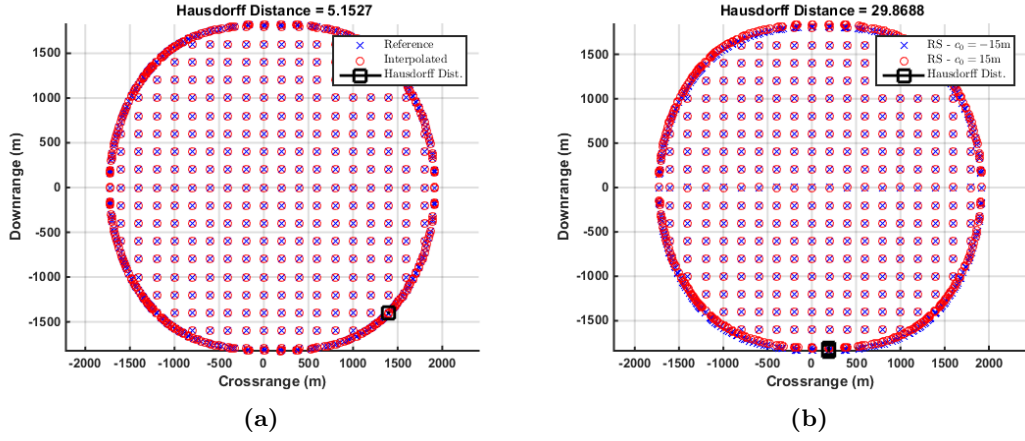 Hausdorff Distance = 5.1527
Reference
Interpolated
Hausdorff Dist.
Downrange (m)
1500
1000
500
0
-500
-1000
-1500
-2000 -1500 -1000 -500 0 500 1000 1500 2000
Crossrange (m)
(a)
Hausdorff Distance = 29.8688
RS - c₀ = −15m
RS - c₀ = 15m
Hausdorff Dist.
Downrange (m)
1500
1000
500
0
-500
-1000
-1500
-2000 -1500 -1000 -500 0 500 1000 1500 2000
Crossrange (m)
(b)